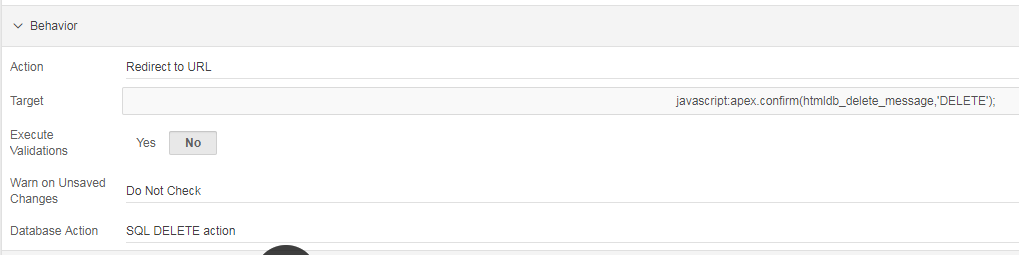 Behavior
Action Redirect to URL
Target javascript:apex.confirm(htmldb_delete_message,'DELETE');
Execute
Validations Yes No
Warn on Unsaved
Changes Do Not Check
Database Action SQL DELETE action